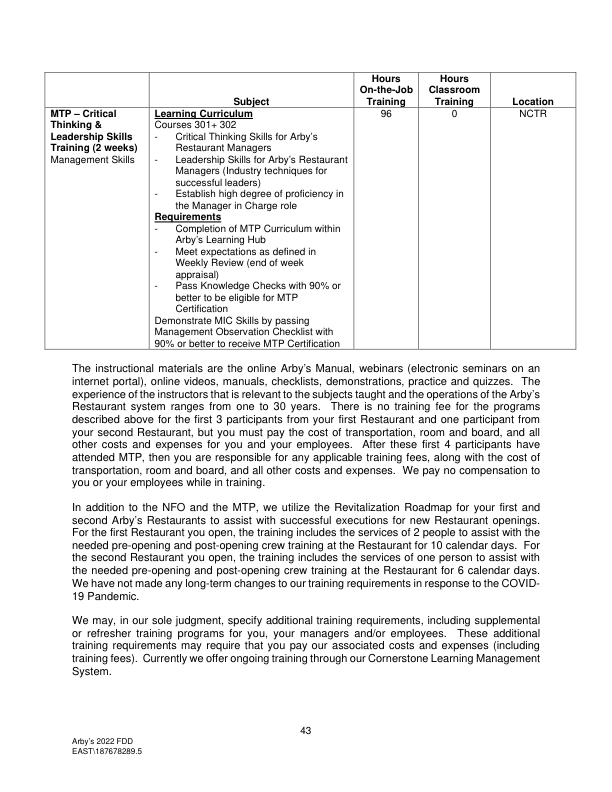 Subject
Hours
On-the-Job
Training
Hours
Classroom
Training
Location
MTP – Critical
Thinking &
Leadership Skills
Training (2 weeks)
Management Skills
Learning Curriculum
Courses 301+ 302
- Critical Thinking Skills for Arby's
Restaurant Managers
- Leadership Skills for Arby's Restaurant
Managers (Industry techniques for
successful leaders)
- Establish high degree of proficiency in
the Manager in Charge role
Requirements
- Completion of MTP Curriculum within
Arby's Learning Hub
- Meet expectations as defined in
Weekly Review (end of week
appraisal)
- Pass Knowledge Checks with 90% or
better to be eligible for MTP
Certification
Demonstrate MIC Skills by passing
Management Observation Checklist with
90% or better to receive MTP Certification
96
0
NCTR
The instructional materials are the online Arby's Manual, webinars (electronic seminars on an
internet portal), online videos, manuals, checklists, demonstrations, practice and quizzes. The
experience of the instructors that is relevant to the subjects taught and the operations of the Arby's
Restaurant system ranges from one to 30 years. There is no training fee for the programs
described above for the first 3 participants from your first Restaurant and one participant from
your second Restaurant, but you must pay the cost of transportation, room and board, and all
other costs and expenses for you and your employees. After these first 4 participants have
attended MTP, then you are responsible for any applicable training fees, along with the cost of
transportation, room and board, and all other costs and expenses. We pay no compensation to
you or your employees while in training.
In addition to the NFO and the MTP, we utilize the Revitalization Roadmap for your first and
second Arby's Restaurants to assist with successful executions for new Restaurant openings.
For the first Restaurant you open, the training includes the services of 2 people to assist with the
needed pre-opening and post-opening crew training at the Restaurant for 10 calendar days. For
the second Restaurant you open, the training includes the services of one person to assist with
the needed pre-opening and post-opening crew training at the Restaurant for 6 calendar days.
We have not made any long-term changes to our training requirements in response to the COVID-
19 Pandemic.
We may, in our sole judgment, specify additional training requirements, including supplemental
or refresher training programs for you, your managers and/or employees. These additional
training requirements may require that you pay our associated costs and expenses (including
training fees). Currently we offer ongoing training through our Cornerstone Learning Management
System.
43
Arby's 2022 FDD
EAST\187678289.5